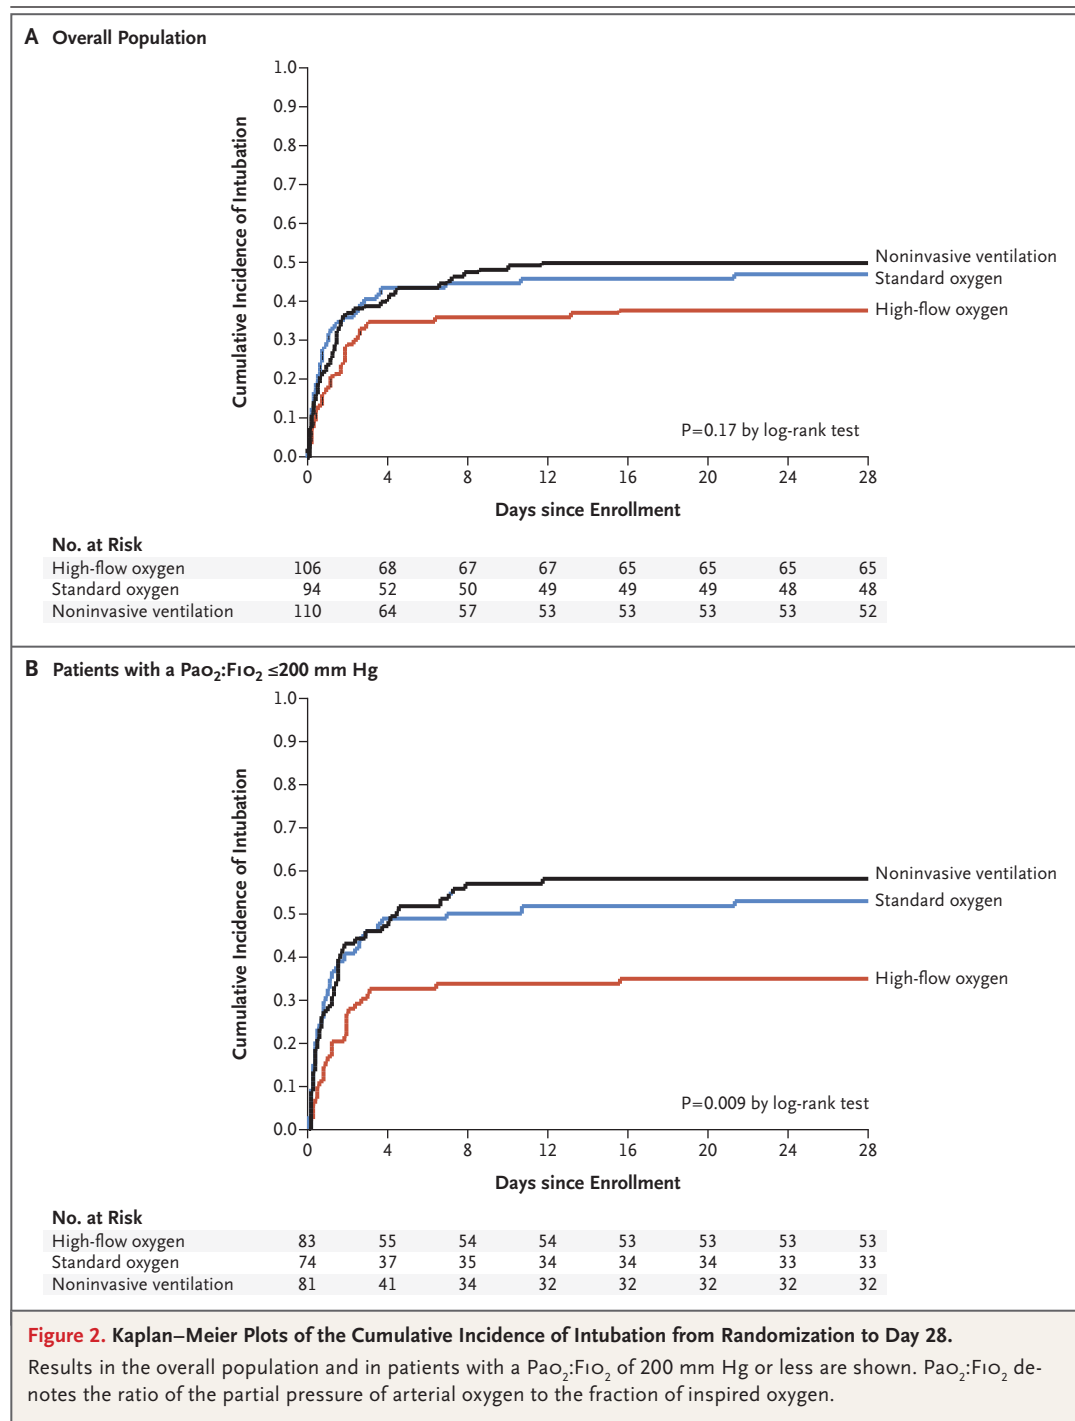 A Overall Population
1.0
0.9
0.8
0.7
0.6
0.5
0.4
0.3
0.2
0.1
0.0
Cumulative Incidence of Intubation
Noninvasive ventilation
Standard oxygen
High-flow oxygen
P=0.17 by log-rank test
0 4 8 12 16 20 24 28
Days since Enrollment
No. at Risk
High-flow oxygen 106 68 67 67 65 65 65 65
Standard oxygen 94 52 50 49 49 49 48 48
Noninvasive ventilation 110 64 57 53 53 53 53 52
B Patients with a PaO₂:FIO₂ ≤200 mm Hg
1.0
0.9
0.8
0.7
0.6
0.5
0.4
0.3
0.2
0.1
0.0
Cumulative Incidence of Intubation
Noninvasive ventilation
Standard oxygen
High-flow oxygen
P=0.009 by log-rank test
0 4 8 12 16 20 24 28
Days since Enrollment
No. at Risk
High-flow oxygen 83 55 54 54 53 53 53 53
Standard oxygen 74 37 35 34 34 34 33 33
Noninvasive ventilation 81 41 34 32 32 32 32 32
Figure 2. Kaplan–Meier Plots of the Cumulative Incidence of Intubation from Randomization to Day 28.
Results in the overall population and in patients with a PaO₂:FIO₂ of 200 mm Hg or less are shown. PaO₂:FIO₂ de-
notes the ratio of the partial pressure of arterial oxygen to the fraction of inspired oxygen.